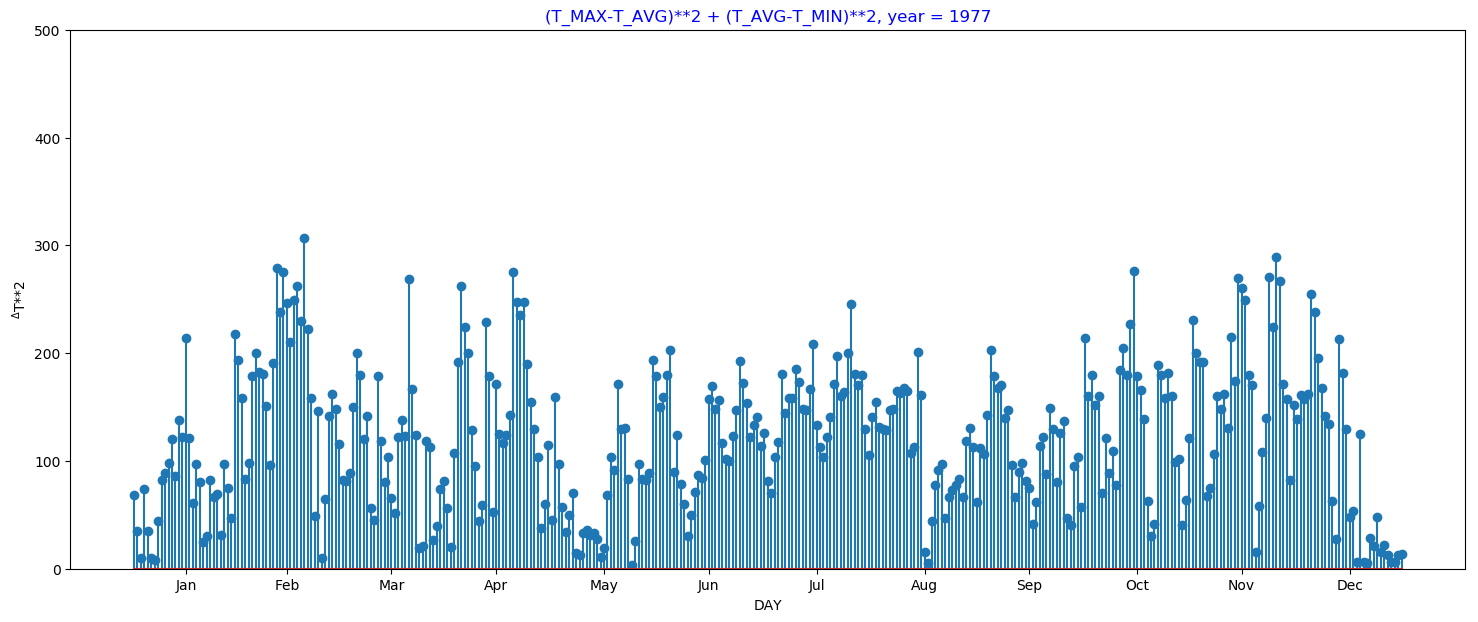 (T_MAX-T_AVG)**2 + (T_AVG-T_MIN)**2, year = 1977
500
400
300
200
100
0
ΔT**2
Jan Feb Mar Apr May Jun Jul Aug Sep Oct Nov Dec
DAY